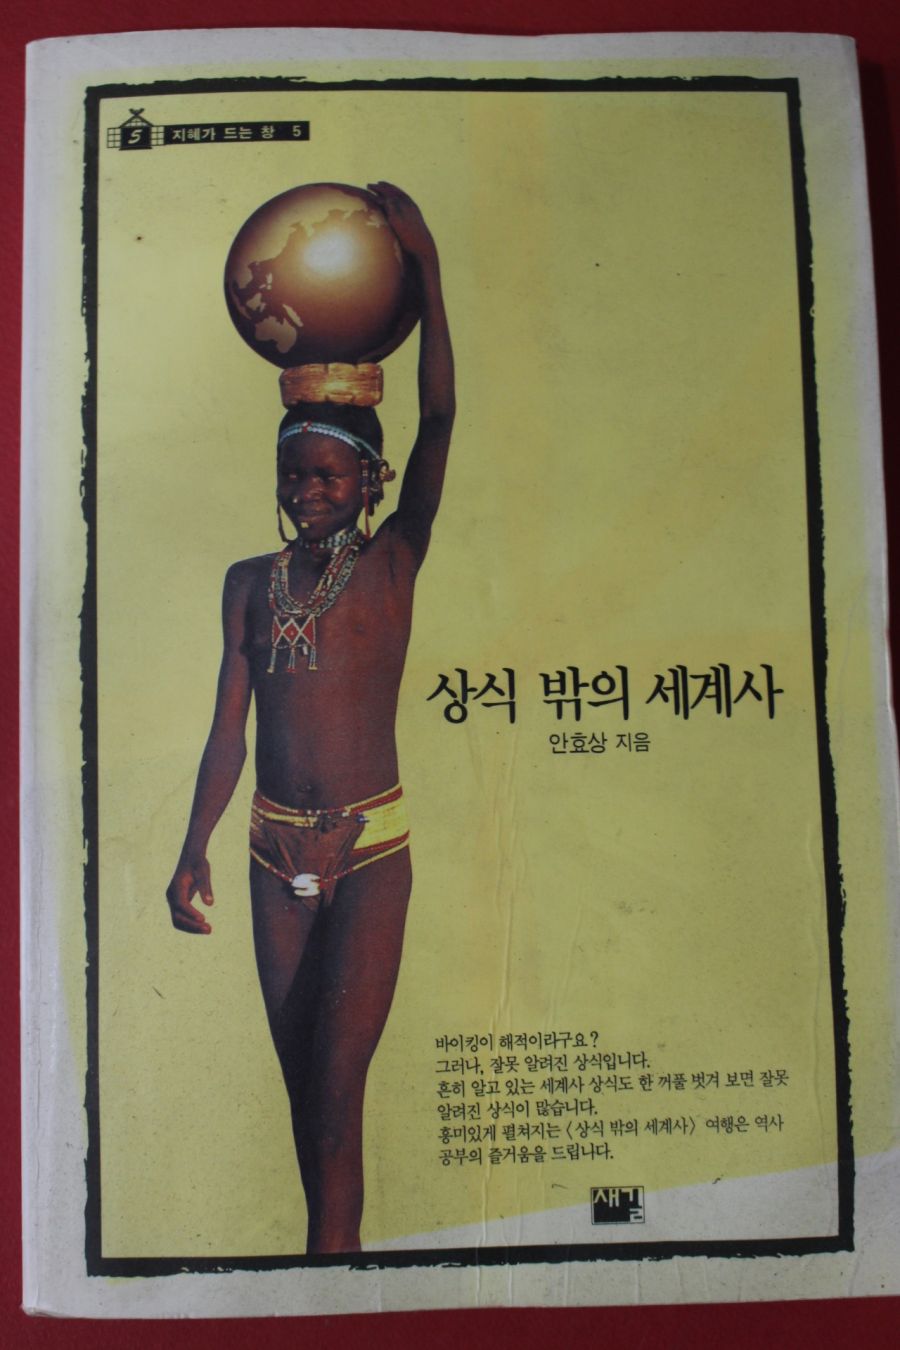 5 지혜가 드는 창 5
상식 밖의 세계사
안효상 지음
바이킹이 해적이라구요?
그러나, 잘못 알려진 상식입니다.
흔히 알고 있는 세계사 상식도 한 꺼풀 벗겨 보면 잘못
알려진 상식이 많습니다.
흥미있게 펼쳐지는 〈상식 밖의 세계사〉 여행은 역사
공부의 즐거움을 드립니다.
새길